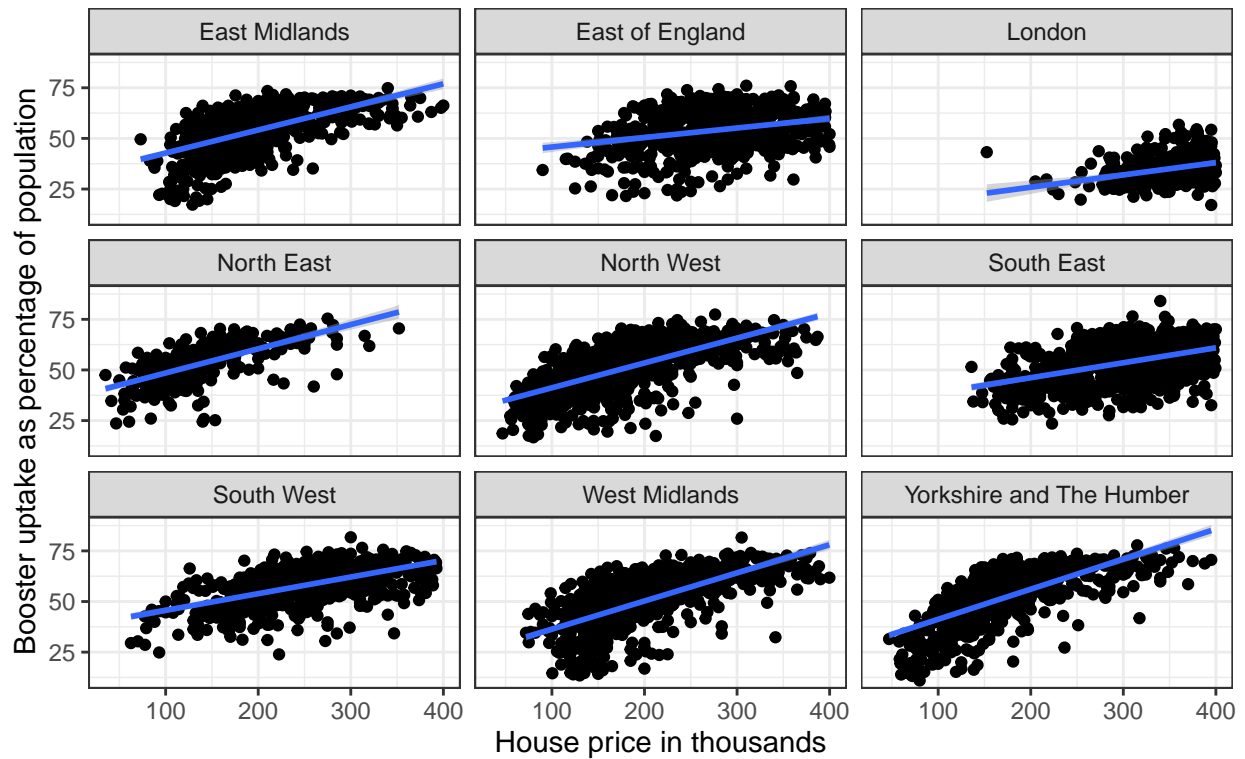 East Midlands
East of England
London
75
50
25
North East
North West
South East
75
50
25
South West
West Midlands
Yorkshire and The Humber
75
50
25
100 200 300 400
100 200 300 400
100 200 300 400
House price in thousands
Booster uptake as percentage of population